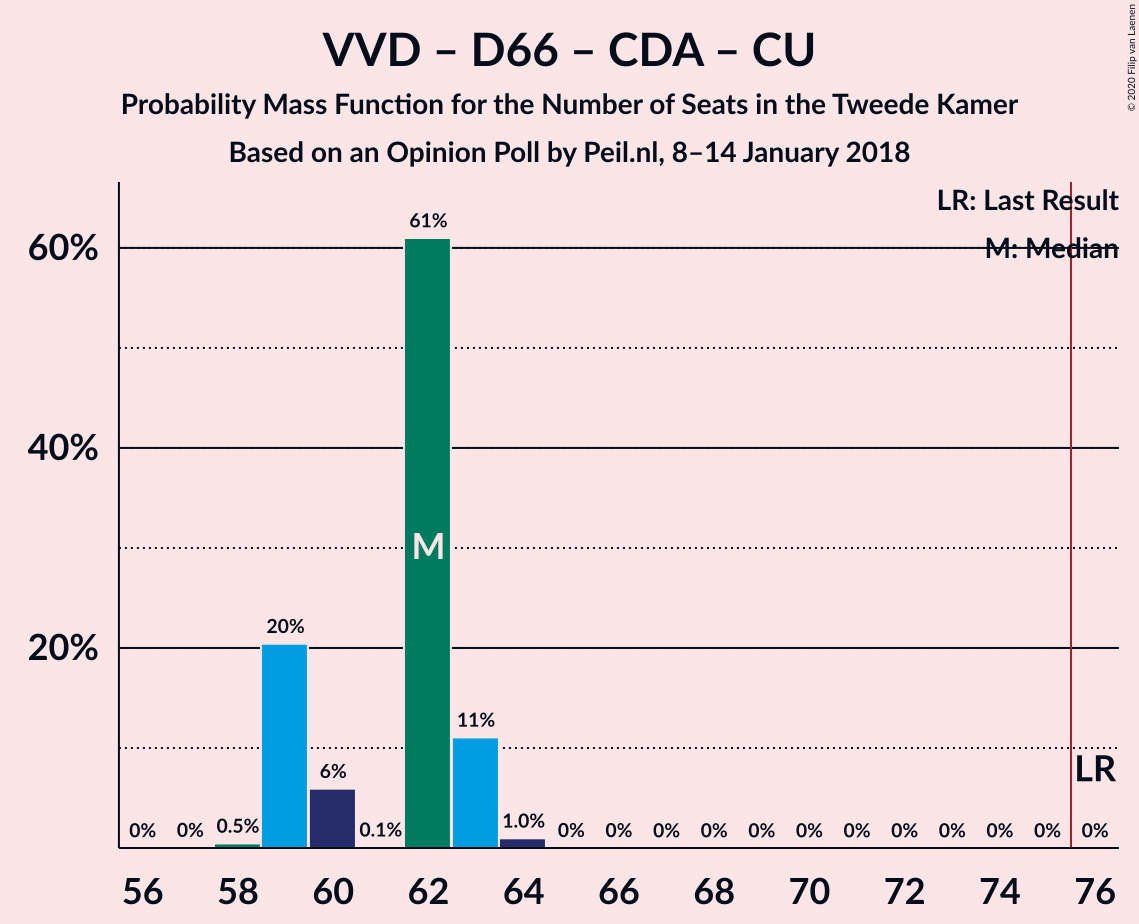 VVD – D66 – CDA – CU
Probability Mass Function for the Number of Seats in the Tweede Kamer
Based on an Opinion Poll by Peil.nl, 8–14 January 2018
© 2020 Filip van Laenen
LR: Last Result
M: Median
60%
40%
20%
0% 0% 0.5% 20% 6% 0.1% 61% 11% 1.0% 0% 0% 0% 0% 0% 0% 0% 0% 0% 0% 0% 0%
M
LR
56 58 60 62 64 66 68 70 72 74 76